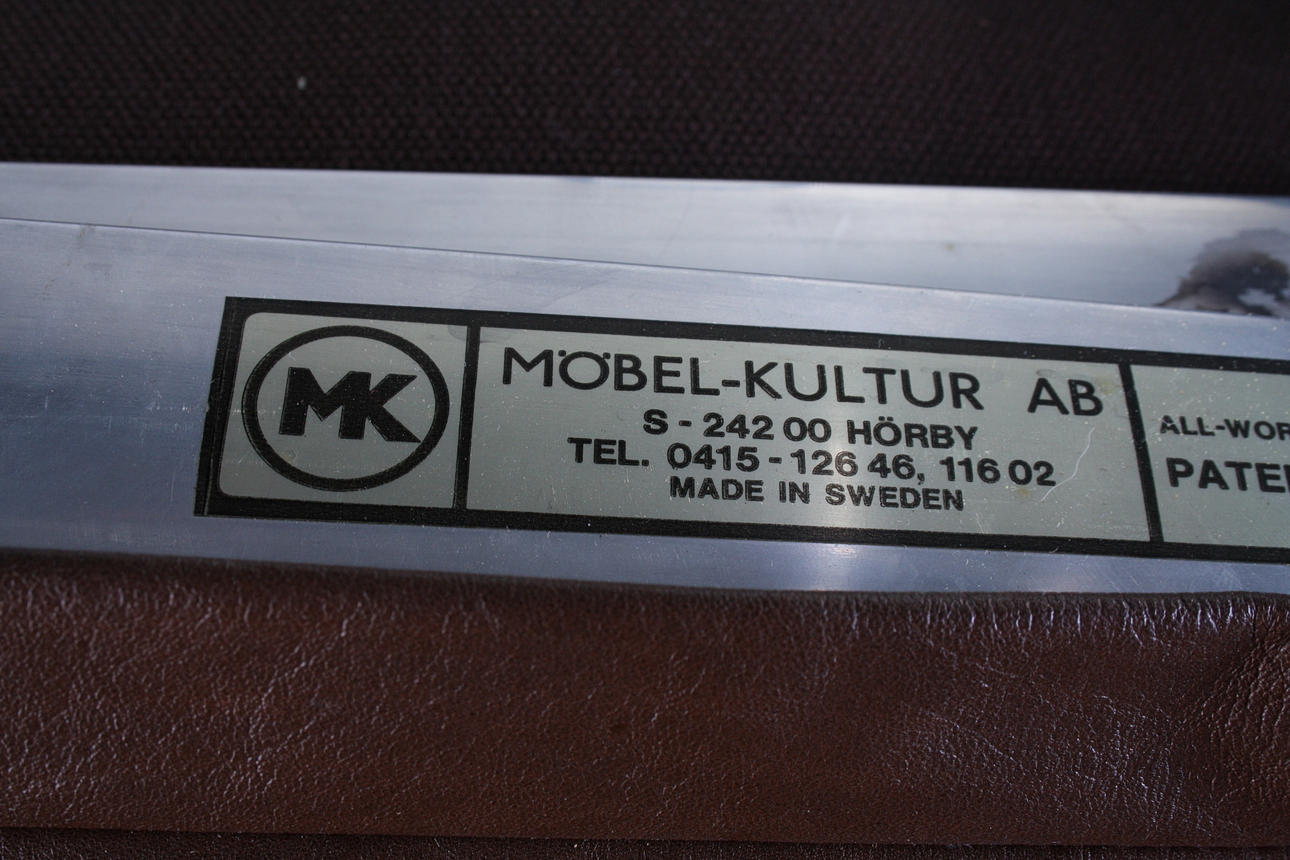 MK
MÖBEL-KULTUR AB
S - 242 00 HÖRBY
TEL. 0415 - 126 46, 116 02
MADE IN SWEDEN